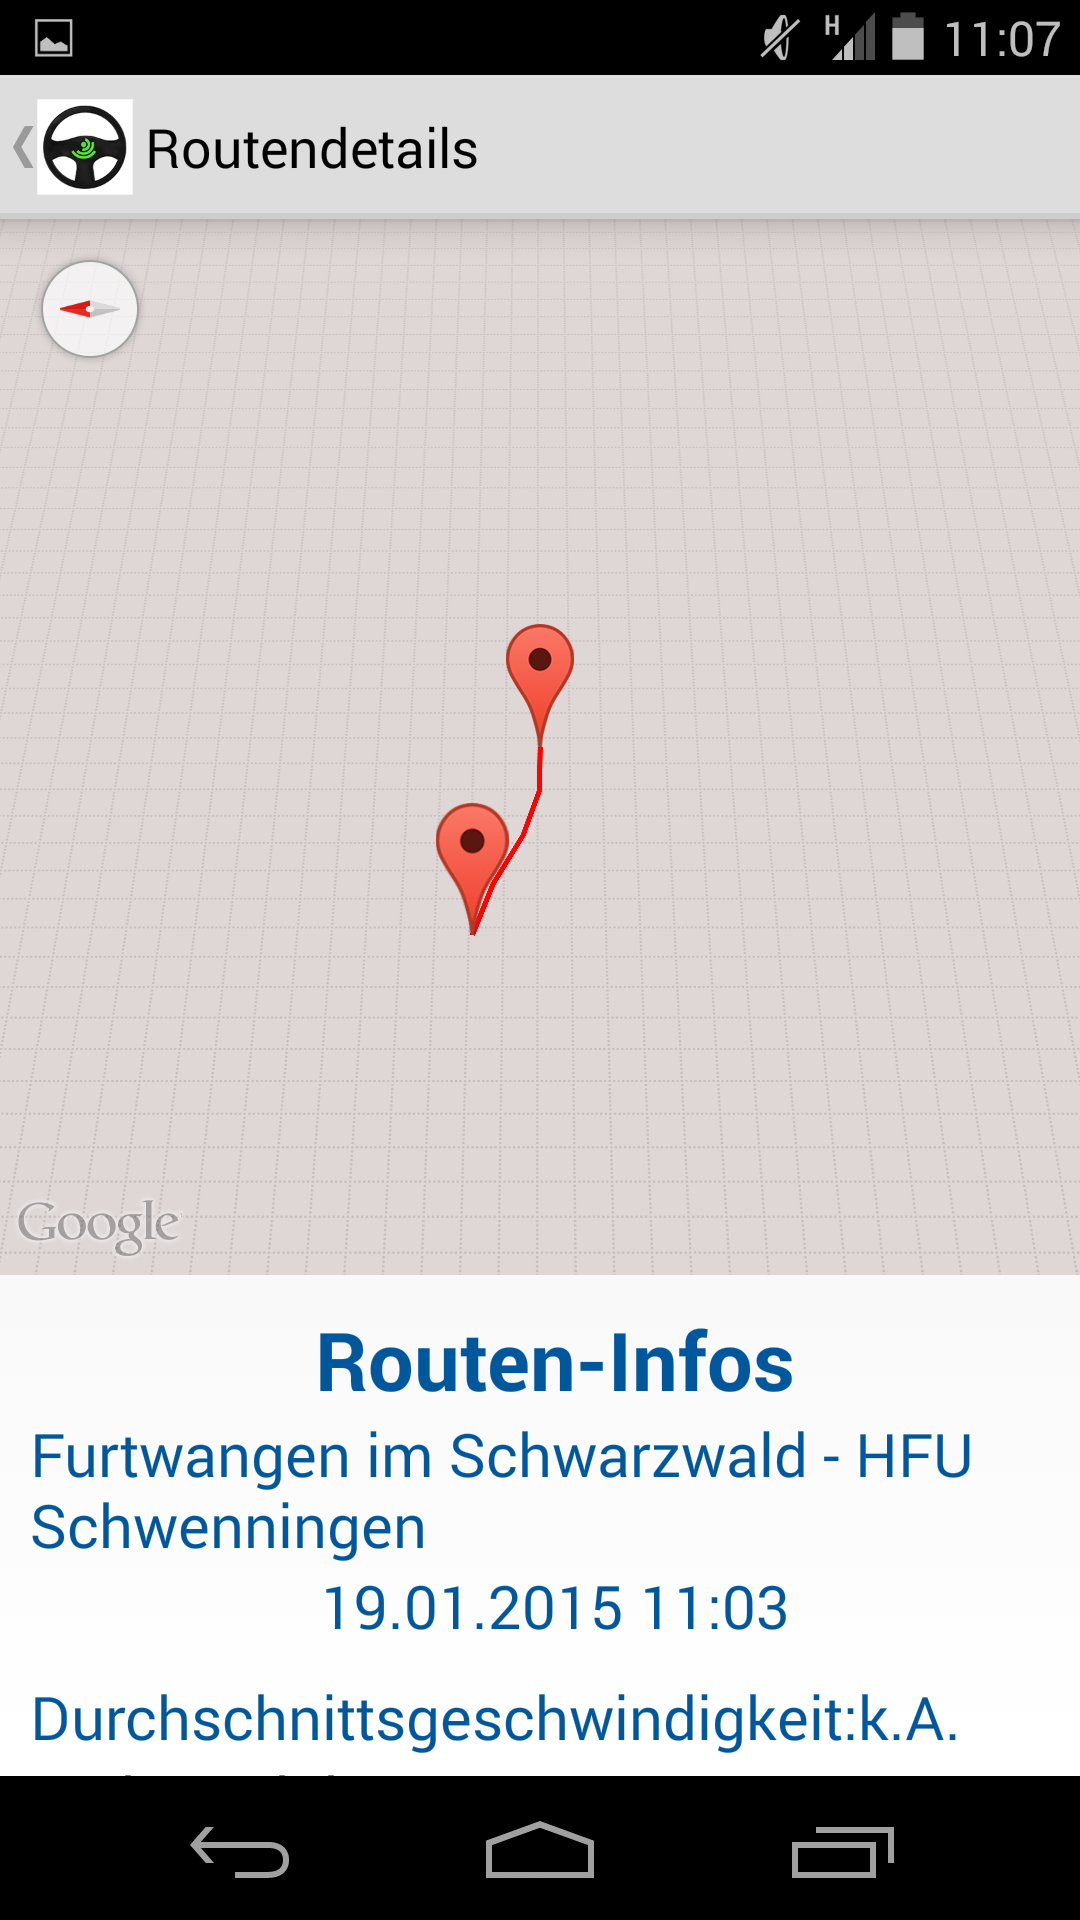 H 11:07
Routendetails
Google
Routen-Infos
Furtwangen im Schwarzwald - HFU
Schwenningen
19.01.2015 11:03
Durchschnittsgeschwindigkeit:k.A.